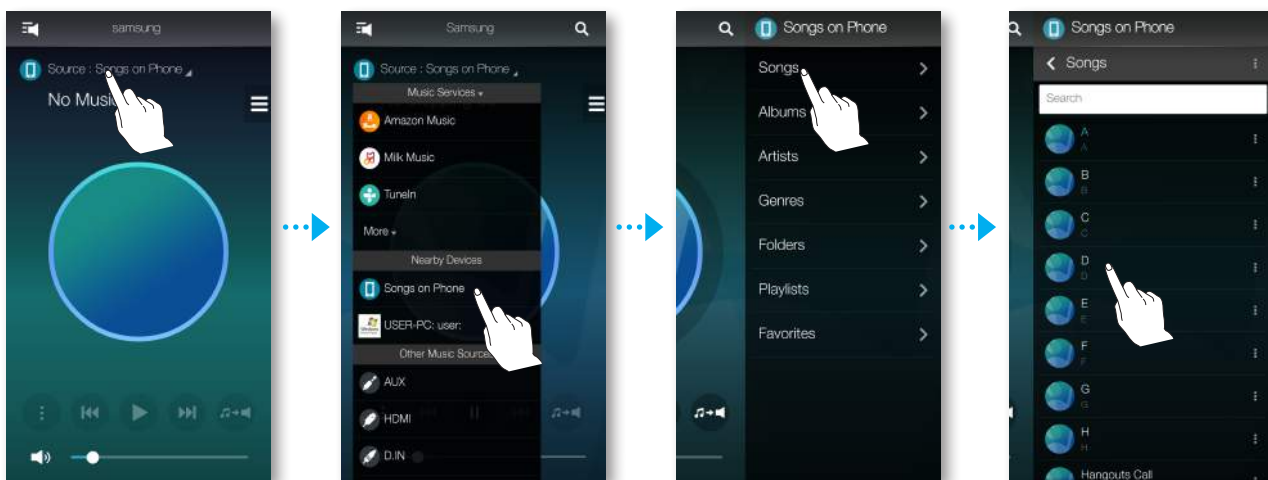 samsung
Source : Songs on Phone
No Music
Samsung
Source : Songs on Phone
Music Services
Amazon Music
Milk Music
TuneIn
More
Nearby Devices
Songs on Phone
USER-PC: user:
Other Music Sources
AUX
HDMI
D.IN
Songs on Phone
Songs
Albums
Artists
Genres
Folders
Playlists
Favorites
Songs on Phone
Songs
Search
A
A
B
B
C
C
D
D
E
E
F
F
G
G
H
H
Hangouts Call